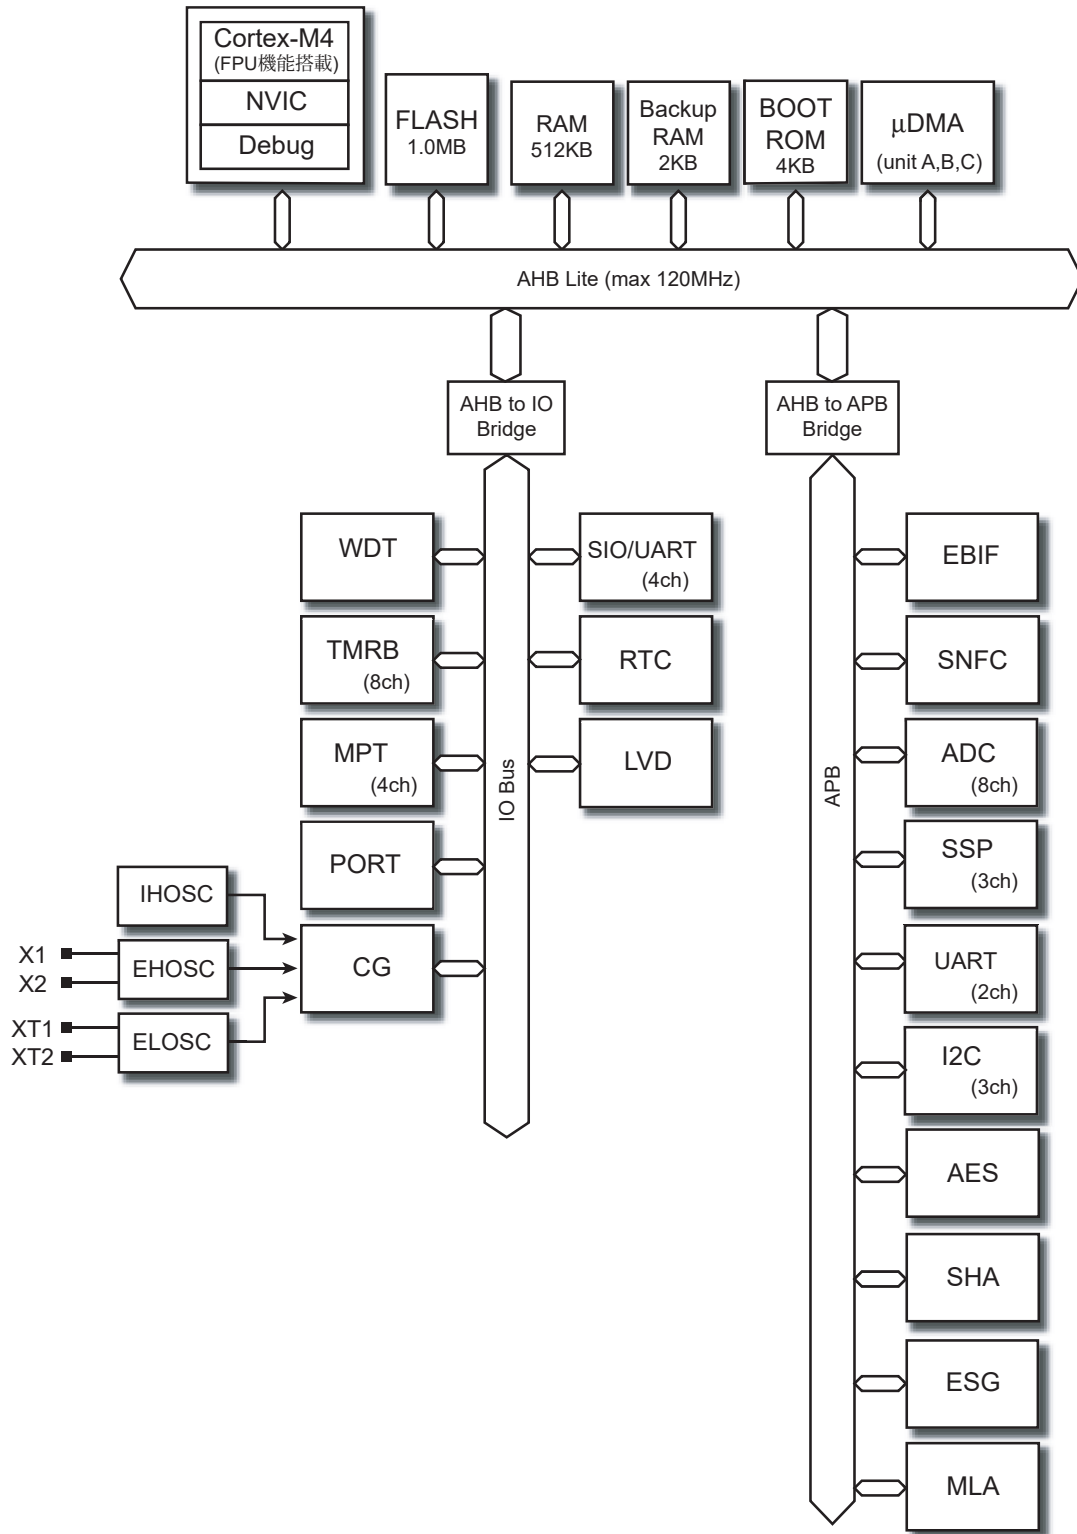 Cortex-M4
(FPU機能搭載)
NVIC
Debug
FLASH
1.0MB
RAM
512KB
Backup
RAM
2KB
BOOT
ROM
4KB
μDMA
(unit A,B,C)
AHB Lite (max 120MHz)
AHB to IO
Bridge
AHB to APB
Bridge
WDT
TMRB
(8ch)
MPT
(4ch)
PORT
CG
IHOSC
EHOSC
ELOSC
X1
X2
XT1
XT2
IO Bus
SIO/UART
(4ch)
RTC
LVD
APB
EBIF
SNFC
ADC
(8ch)
SSP
(3ch)
UART
(2ch)
I2C
(3ch)
AES
SHA
ESG
MLA